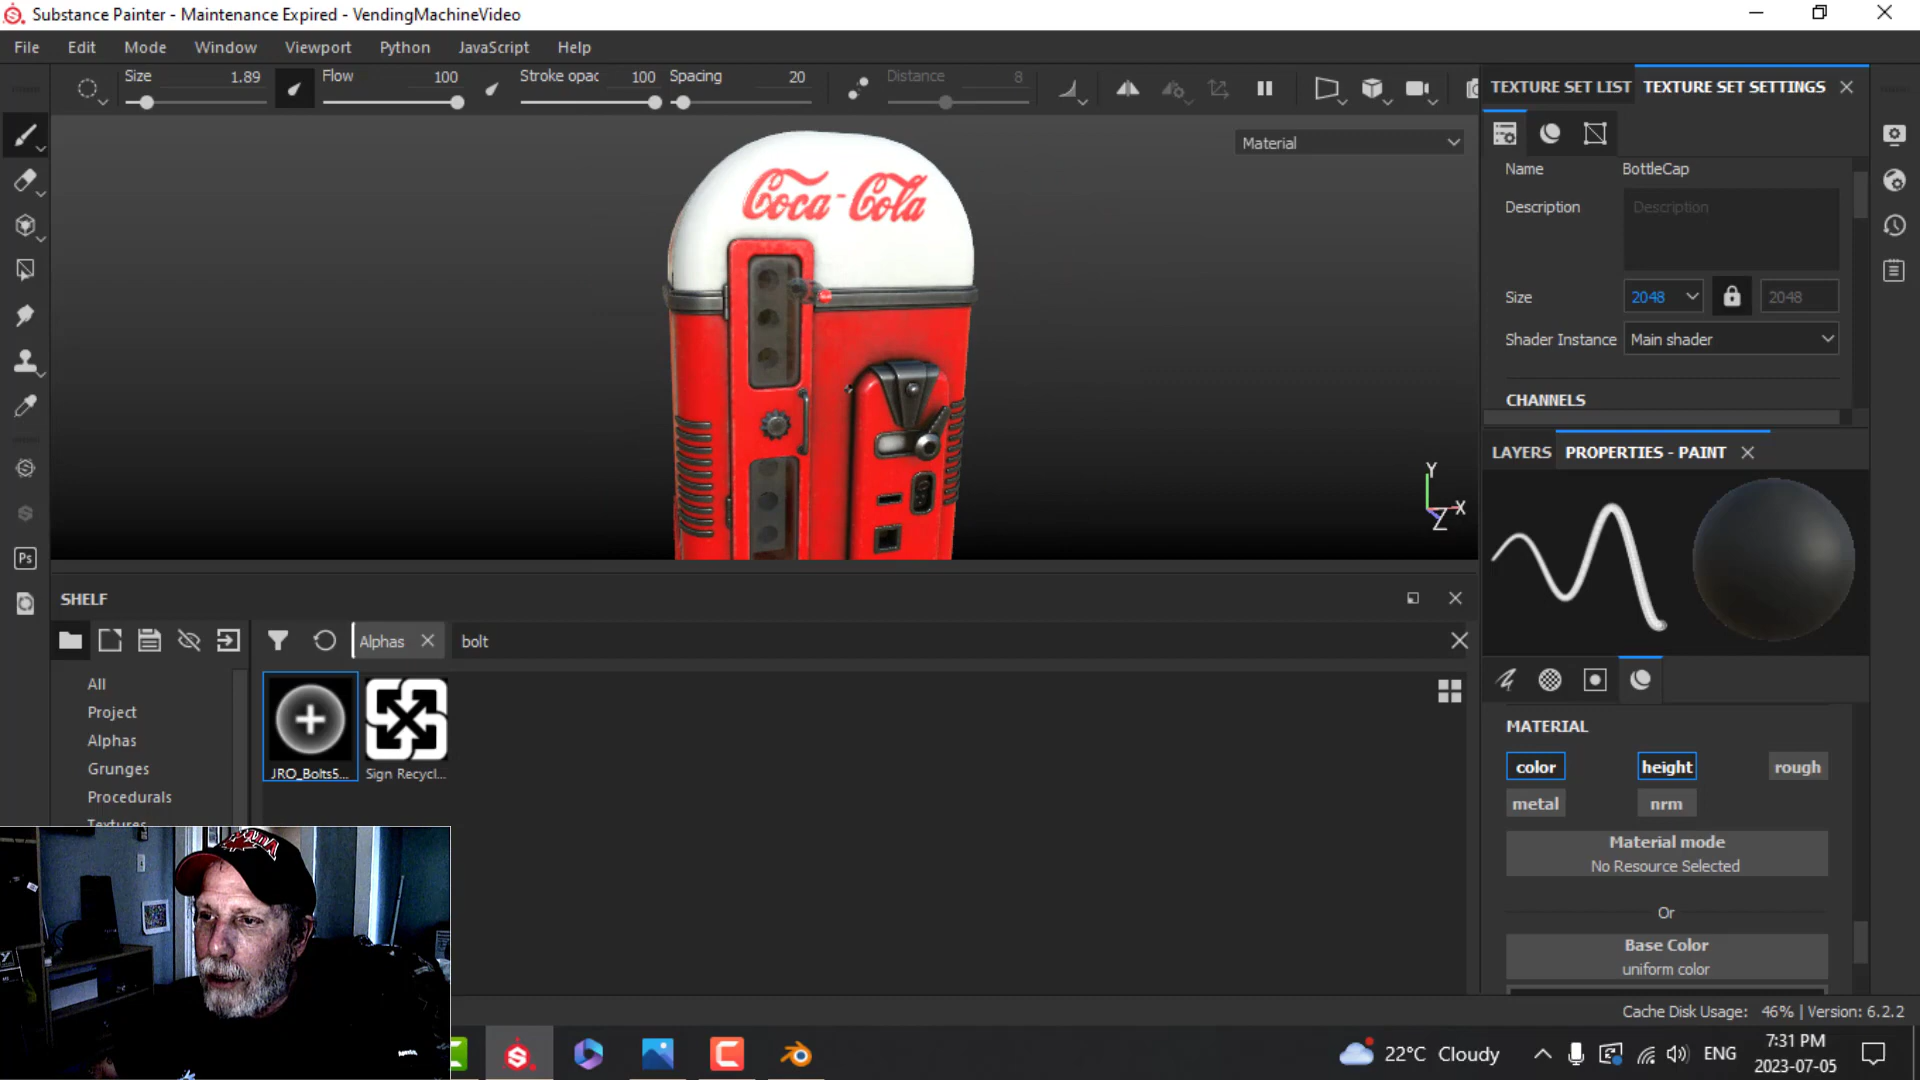 Substance Painter - Maintenance Expired - VendingMachineVideo
File Edit Mode Window Viewport Python JavaScript Help
Size 1.89 Flow 100 Stroke opac 100 Spacing 20 Distance 8
TEXTURE SET LIST TEXTURE SET SETTINGS
Material
Name BottleCap
Description Description
Size 2048 2048
Shader Instance Main shader
CHANNELS
Coca-Cola
Y
X
Z
LAYERS PROPERTIES - PAINT
Ps
SHELF
Alphas bolt
All
Project
Alphas
Grunges
Procedurals
Textures
JRO_Bolts5... Sign Recycl...
MATERIAL
color height rough
metal nrm
Material mode
No Resource Selected
Or
Base Color
uniform color
Cache Disk Usage: 46% | Version: 6.2.2
22°C Cloudy ENG 7:31 PM
2023-07-05